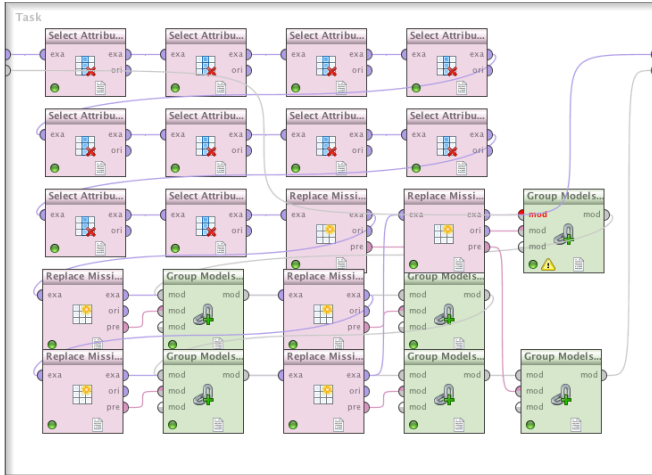 Task
Select Attribu... Select Attribu... Select Attribu... Select Attribu...
exa exa exa exa exa exa exa exa
ori ori ori ori
Select Attribu... Select Attribu... Select Attribu... Select Attribu...
exa exa exa exa exa exa exa exa
ori ori ori ori
Select Attribu... Select Attribu... Replace Missi... Replace Missi... Group Models...
exa exa exa exa exa exa exa exa mod mod
ori ori ori ori mod
pre pre mod
Replace Missi... Group Models... Replace Missi... Group Models...
exa exa mod mod exa exa mod mod
ori mod ori mod
pre mod pre mod
Replace Missi... Group Models... Replace Missi... Group Models... Group Models...
exa exa mod mod exa exa mod mod mod mod
ori mod ori mod mod
pre mod pre mod mod